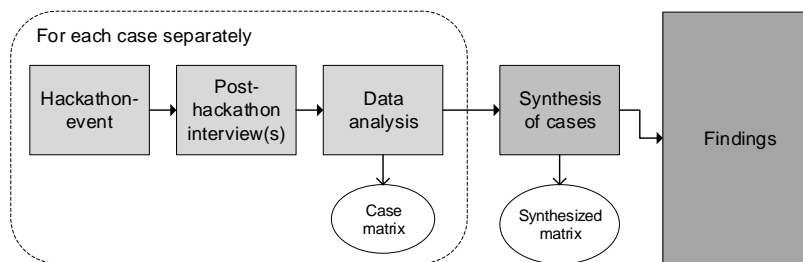 For each case separately
Hackathon-
event
Post-
hackathon
interview(s)
Data
analysis
Synthesis
of cases
Findings
Case
matrix
Synthesized
matrix